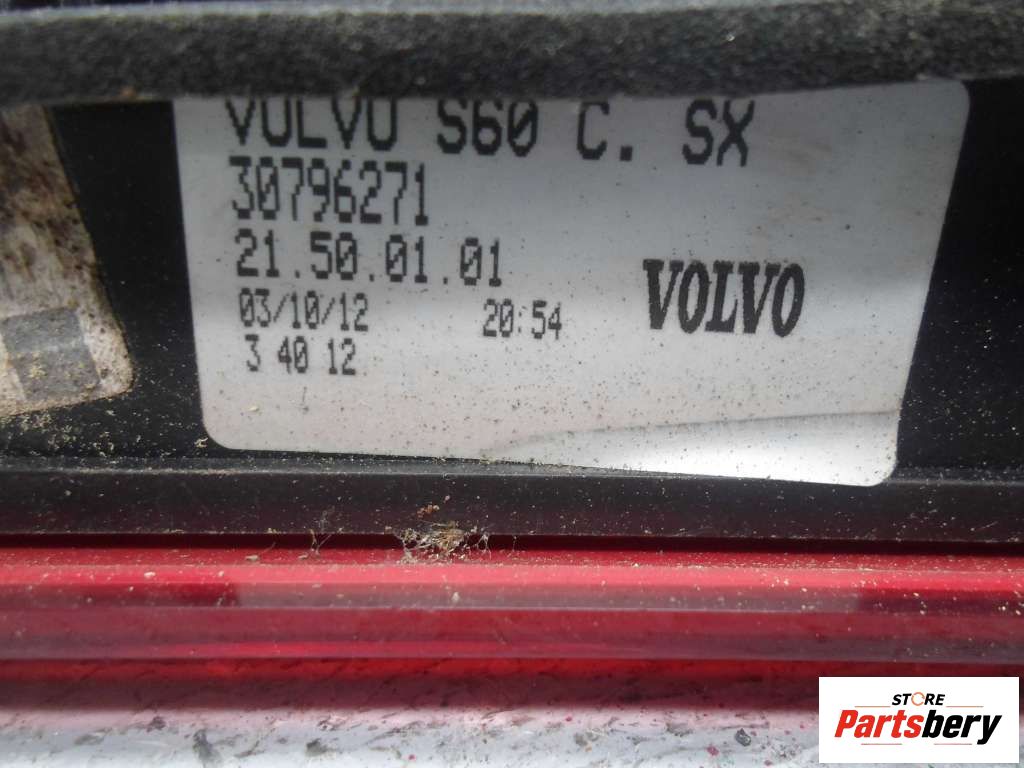 VOLVO S60 C. SX
30796271
21.50.01.01
03/10/12 20:54
3 40 12
VOLVO
STORE
Partsbery